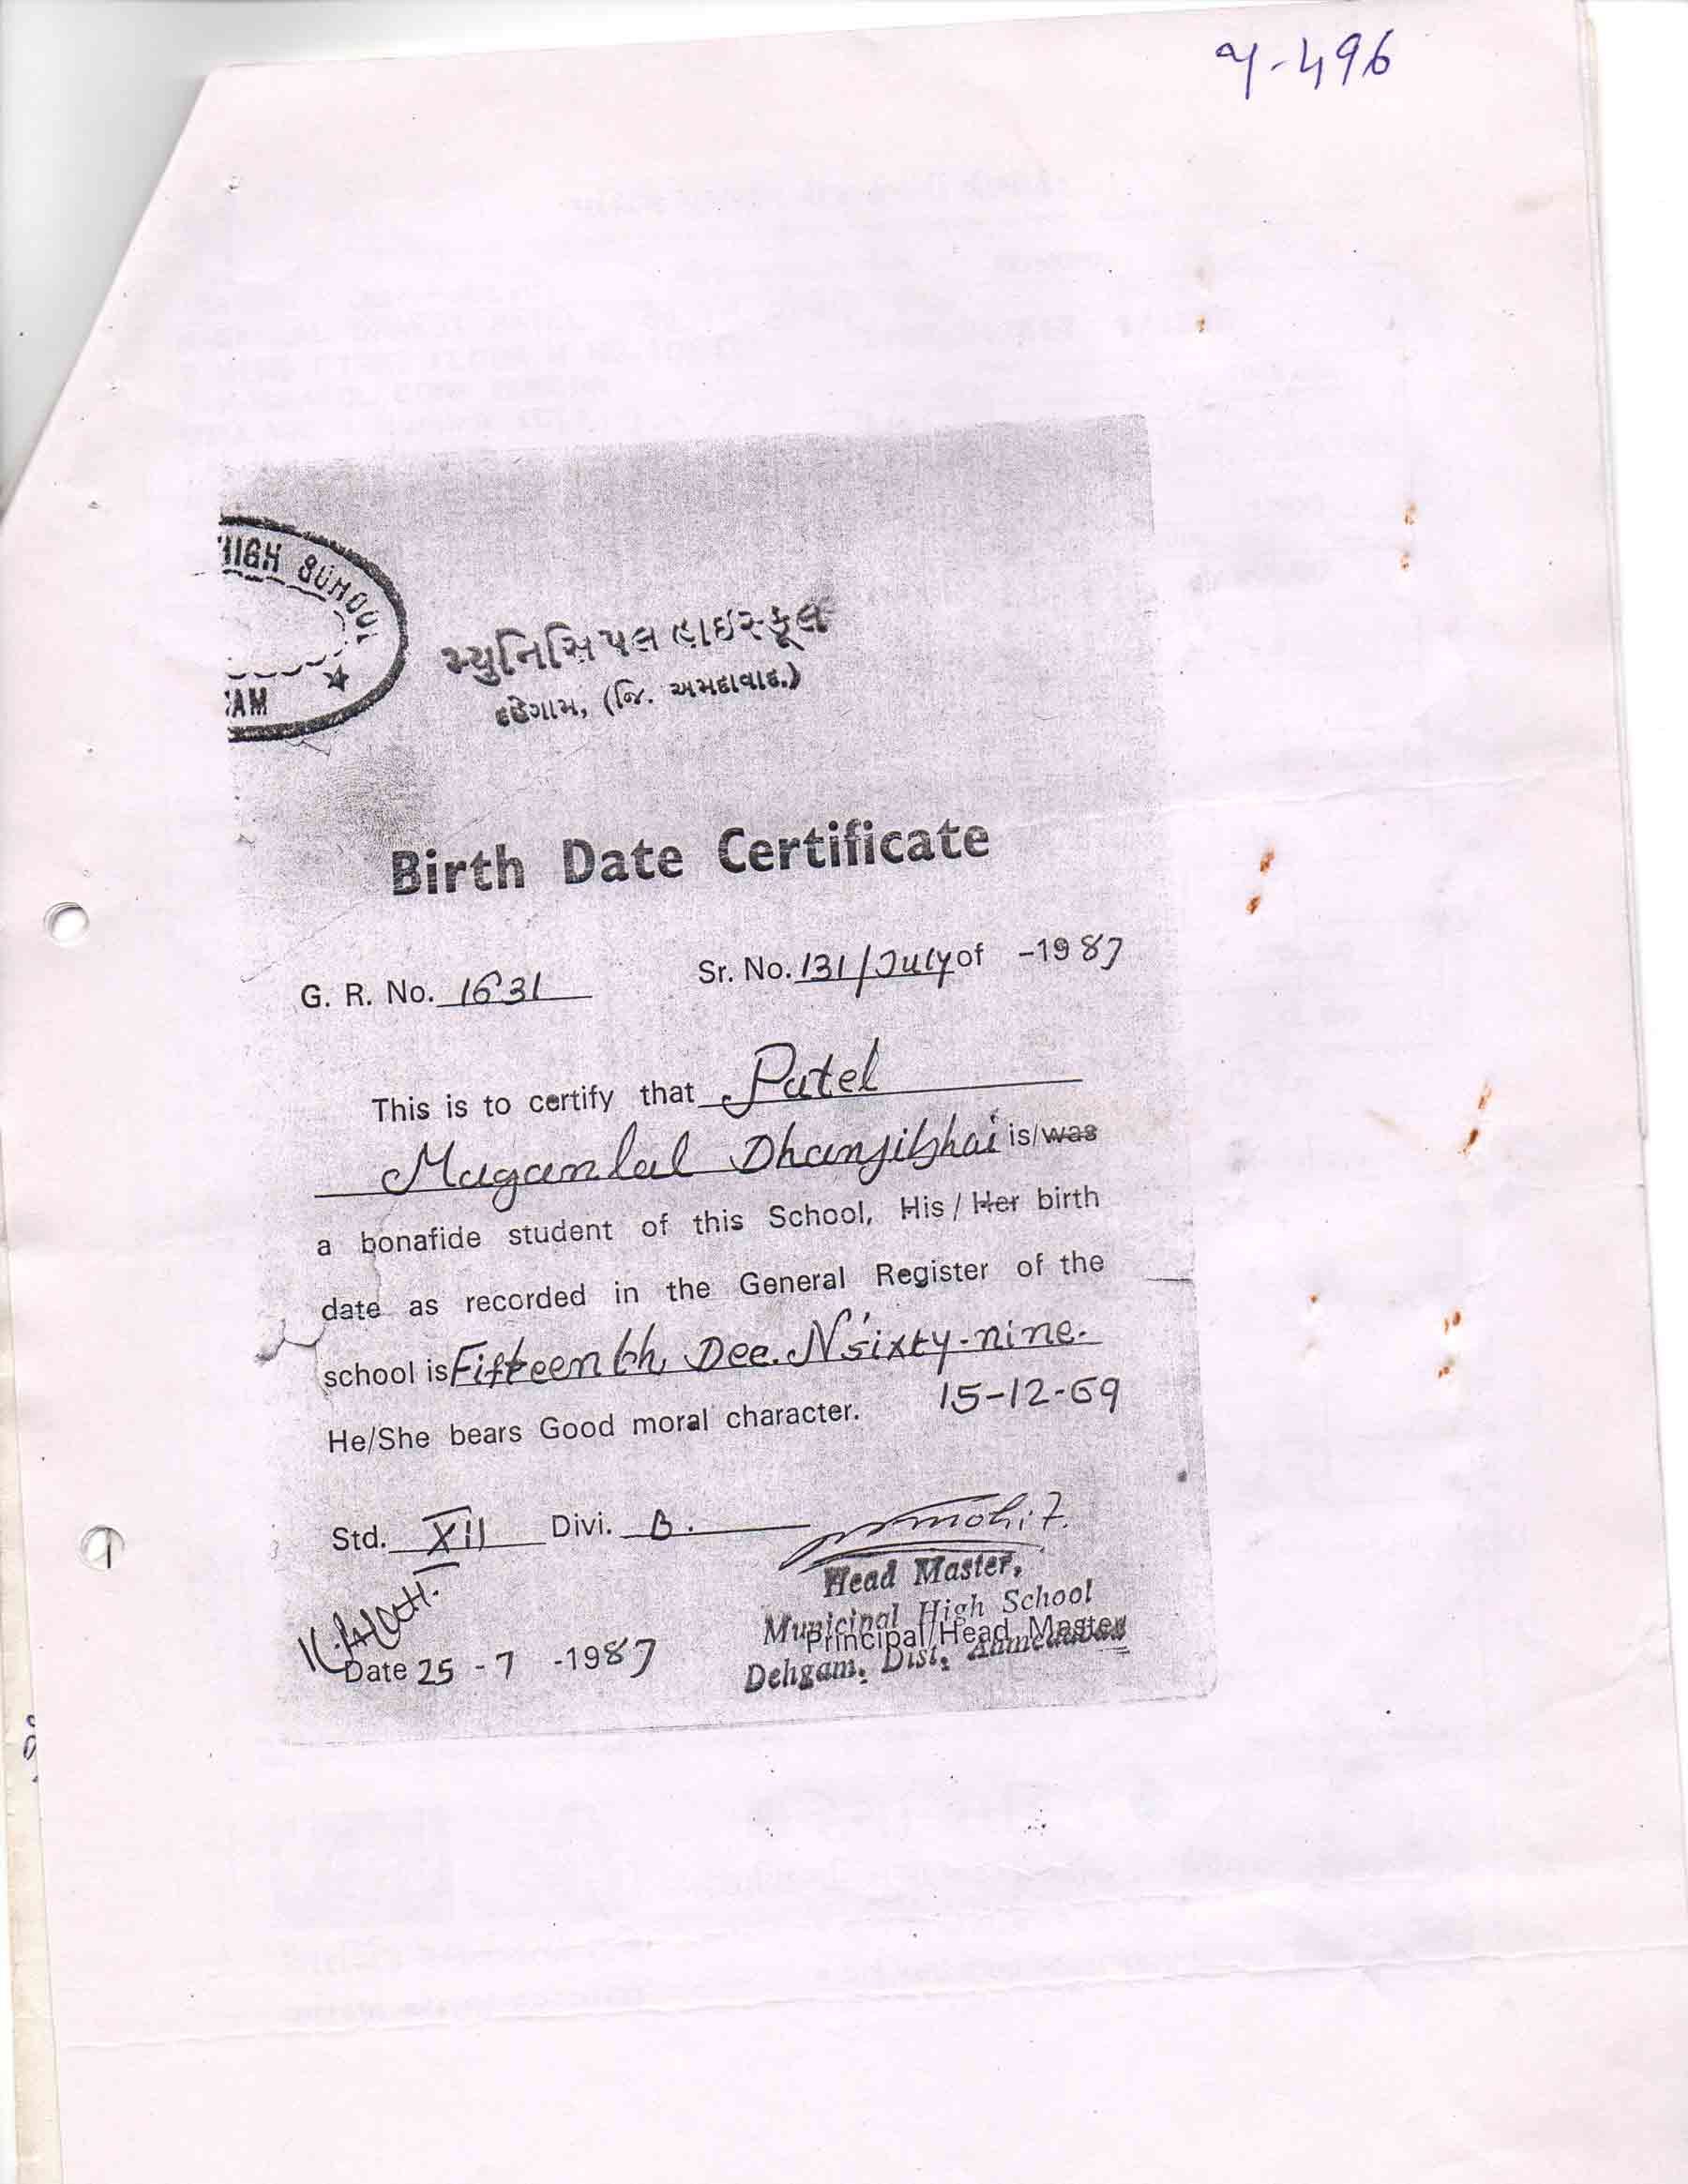 પ-496
HIGH SCHOOL
મ્યુનિસિપલ હાઇસ્કૂલ
દહેગામ, (જિ. અમદાવાદ.)
Birth Date Certificate
G. R. No. 1631 Sr. No. 131/July of -1987
This is to certify that Patel
Maganlal Dhanjibhai is/was
a bonafide student of this School, His / Her birth
date as recorded in the General Register of the
school is Fifteenth, Dec. N'sixty-nine.
He/She bears Good moral character. 15-12-69
Std. XII Divi. B.
Head Master,
Municipal High School
Principal/Head Master
Dehgam, Dist, Ahmedabad
Date 25 - 7 -1987